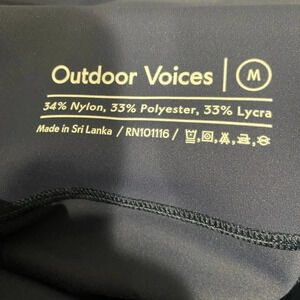 Outdoor Voices | M
34% Nylon, 33% Polyester, 33% Lycra
Made in Sri Lanka / RN101116 /